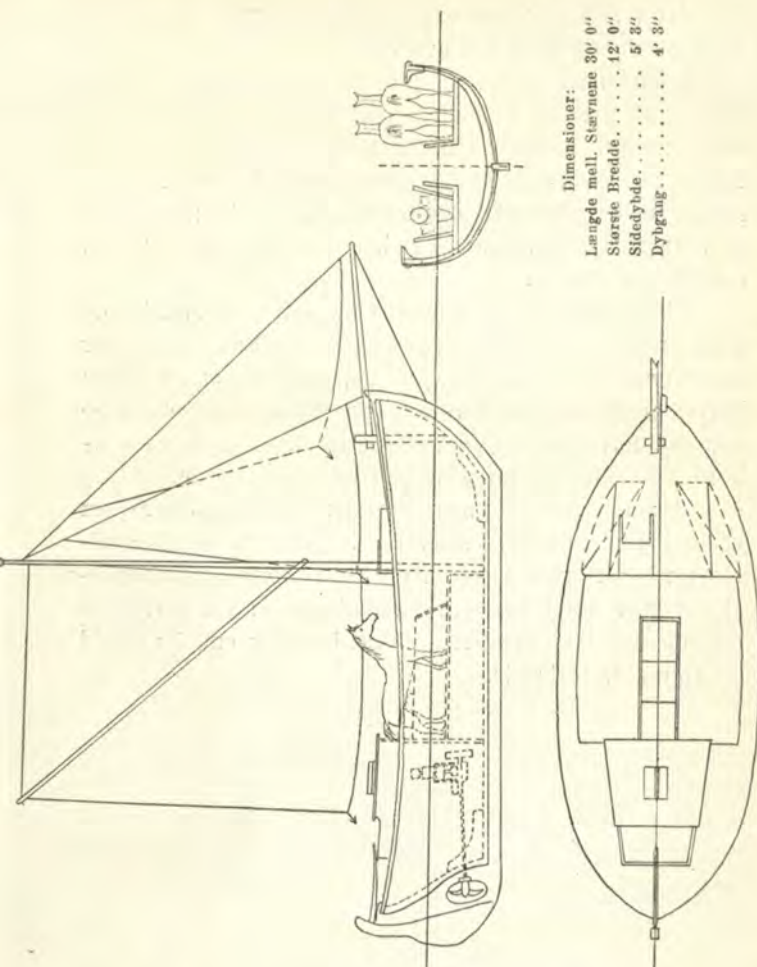 Dimensioner:
Længde mell. Stævnene 30' 0"
Største Bredde...... 12' 0"
Sidedybde......... 5' 3"
Dybgang.......... 4' 3"